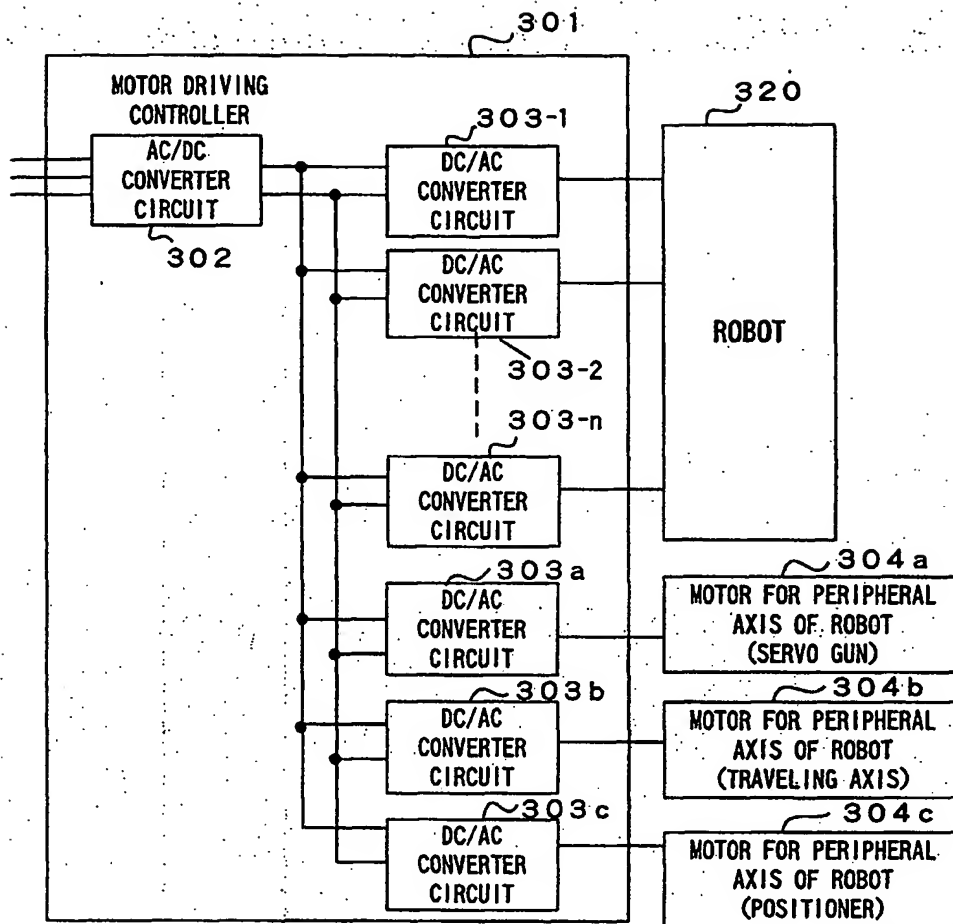 301
MOTOR DRIVING
CONTROLLER
AC/DC
CONVERTER
CIRCUIT
302
303-1
DC/AC
CONVERTER
CIRCUIT
320
ROBOT
DC/AC
CONVERTER
CIRCUIT
303-2
303-n
DC/AC
CONVERTER
CIRCUIT
303a
DC/AC
CONVERTER
CIRCUIT
304a
MOTOR FOR PERIPHERAL
AXIS OF ROBOT
(SERVO GUN)
303b
DC/AC
CONVERTER
CIRCUIT
304b
MOTOR FOR PERIPHERAL
AXIS OF ROBOT
(TRAVELING AXIS)
303c
DC/AC
CONVERTER
CIRCUIT
304c
MOTOR FOR PERIPHERAL
AXIS OF ROBOT
(POSITIONER)